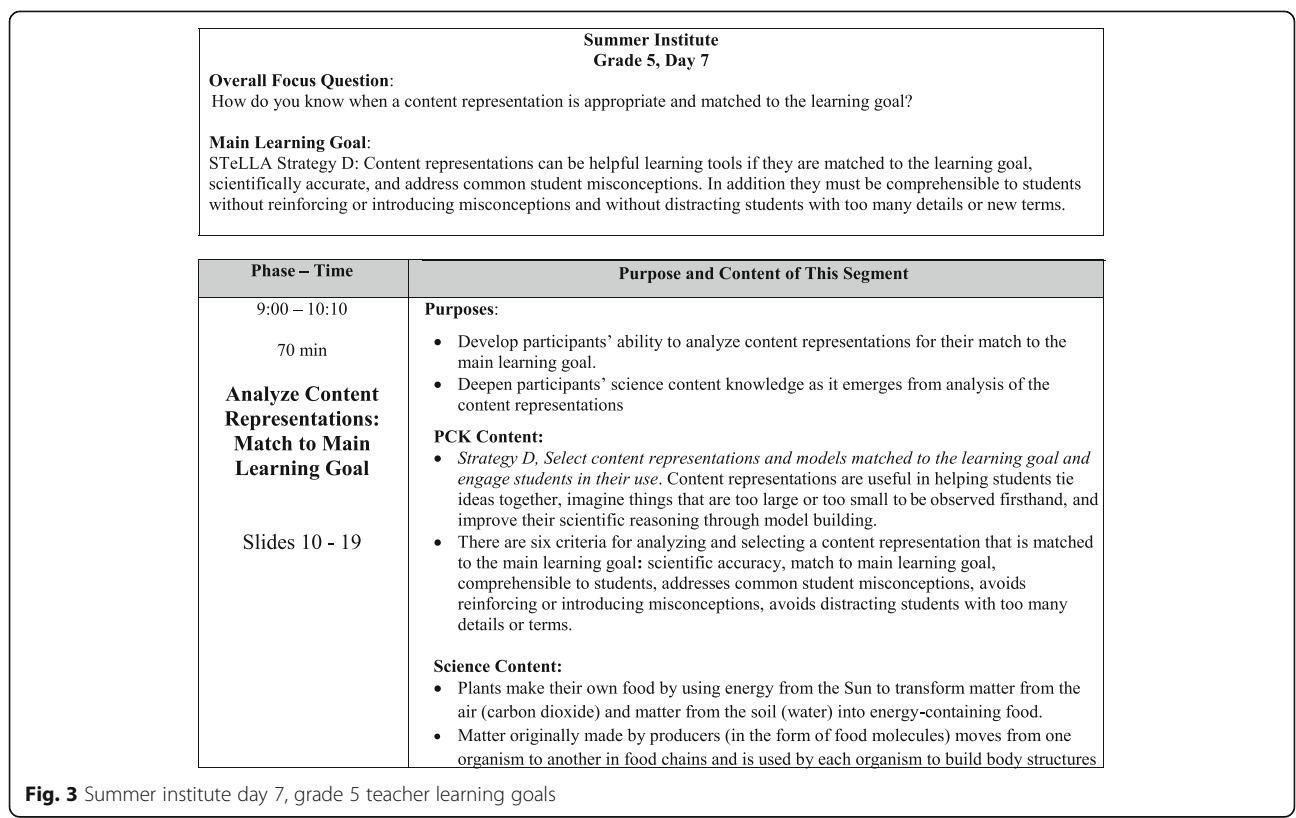 Summer Institute
Grade 5, Day 7
Overall Focus Question:
How do you know when a content representation is appropriate and matched to the learning goal?
Main Learning Goal:
STeLLA Strategy D: Content representations can be helpful learning tools if they are matched to the learning goal,
scientifically accurate, and address common student misconceptions. In addition they must be comprehensible to students
without reinforcing or introducing misconceptions and without distracting students with too many details or new terms.
Phase – Time
Purpose and Content of This Segment
9:00 – 10:10
70 min
Analyze Content
Representations:
Match to Main
Learning Goal
Slides 10 - 19
Purposes:
• Develop participants' ability to analyze content representations for their match to the
main learning goal.
• Deepen participants' science content knowledge as it emerges from analysis of the
content representations
PCK Content:
• Strategy D, Select content representations and models matched to the learning goal and
engage students in their use. Content representations are useful in helping students tie
ideas together, imagine things that are too large or too small to be observed firsthand, and
improve their scientific reasoning through model building.
• There are six criteria for analyzing and selecting a content representation that is matched
to the main learning goal: scientific accuracy, match to main learning goal,
comprehensible to students, addresses common student misconceptions, avoids
reinforcing or introducing misconceptions, avoids distracting students with too many
details or terms.
Science Content:
• Plants make their own food by using energy from the Sun to transform matter from the
air (carbon dioxide) and matter from the soil (water) into energy-containing food.
• Matter originally made by producers (in the form of food molecules) moves from one
organism to another in food chains and is used by each organism to build body structures
Fig. 3 Summer institute day 7, grade 5 teacher learning goals